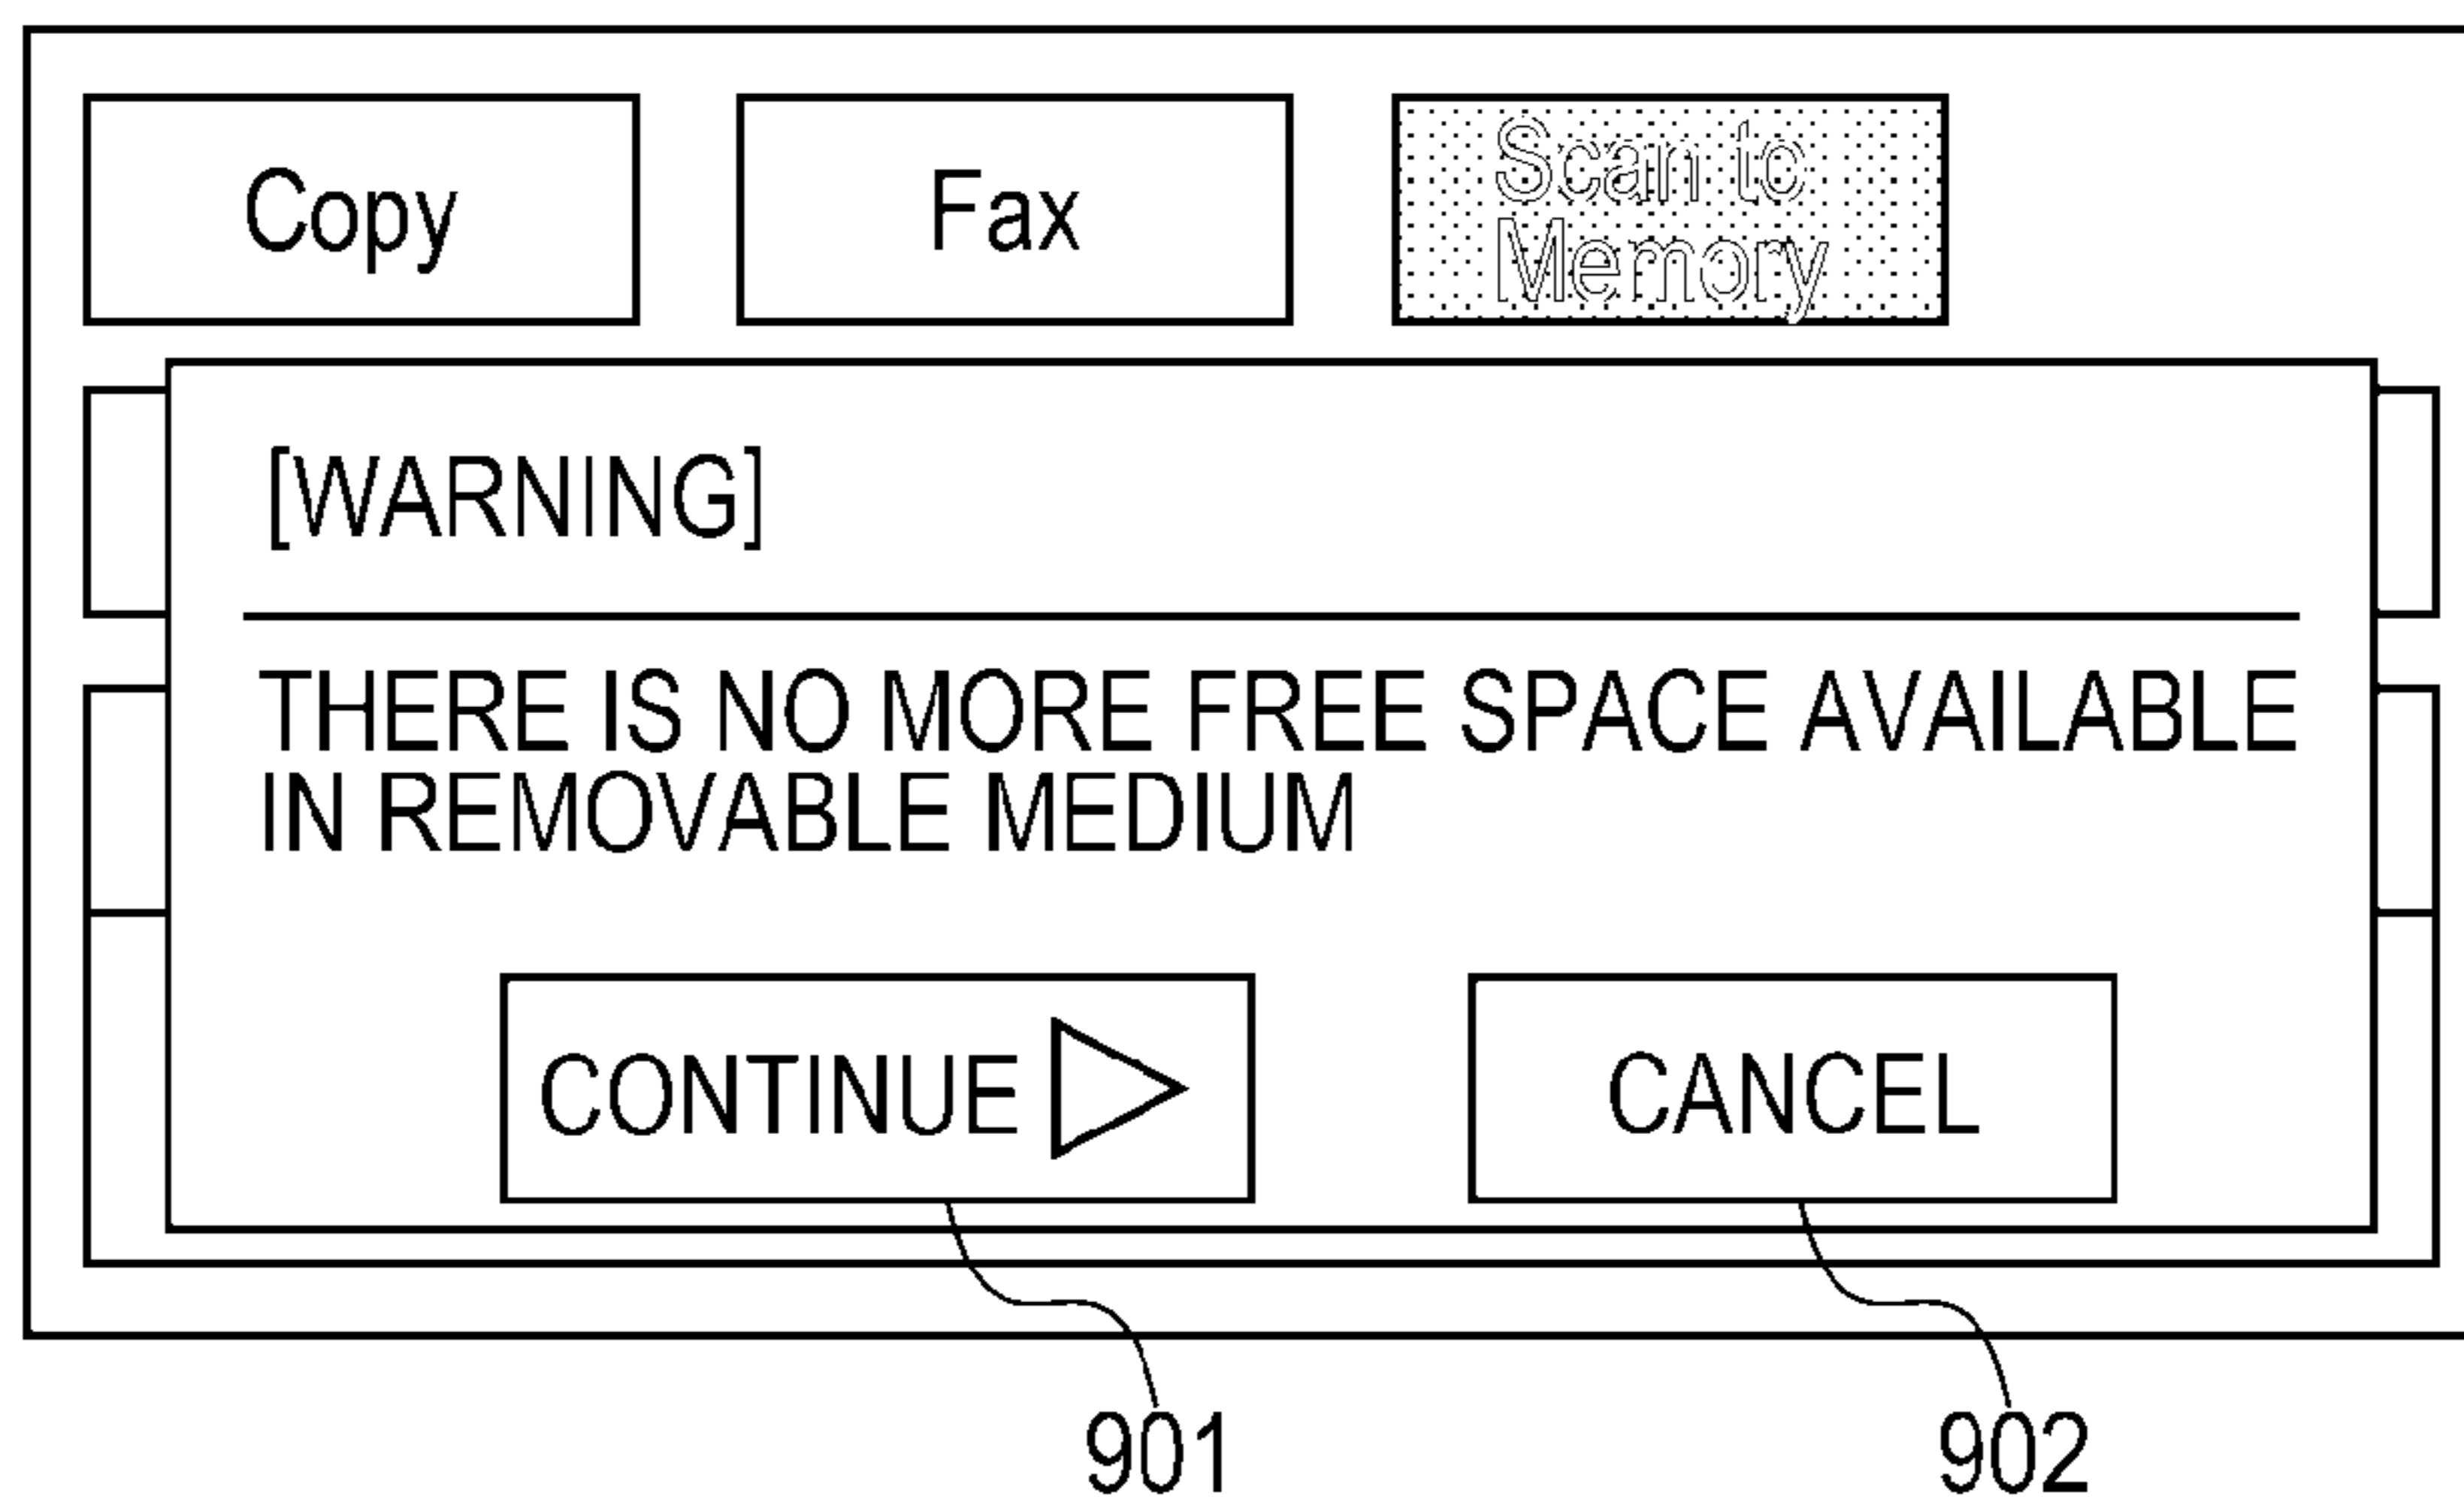 Copy
Fax
Scan to
Memory
[WARNING]
THERE IS NO MORE FREE SPACE AVAILABLE
IN REMOVABLE MEDIUM
CONTINUE
CANCEL
901
902